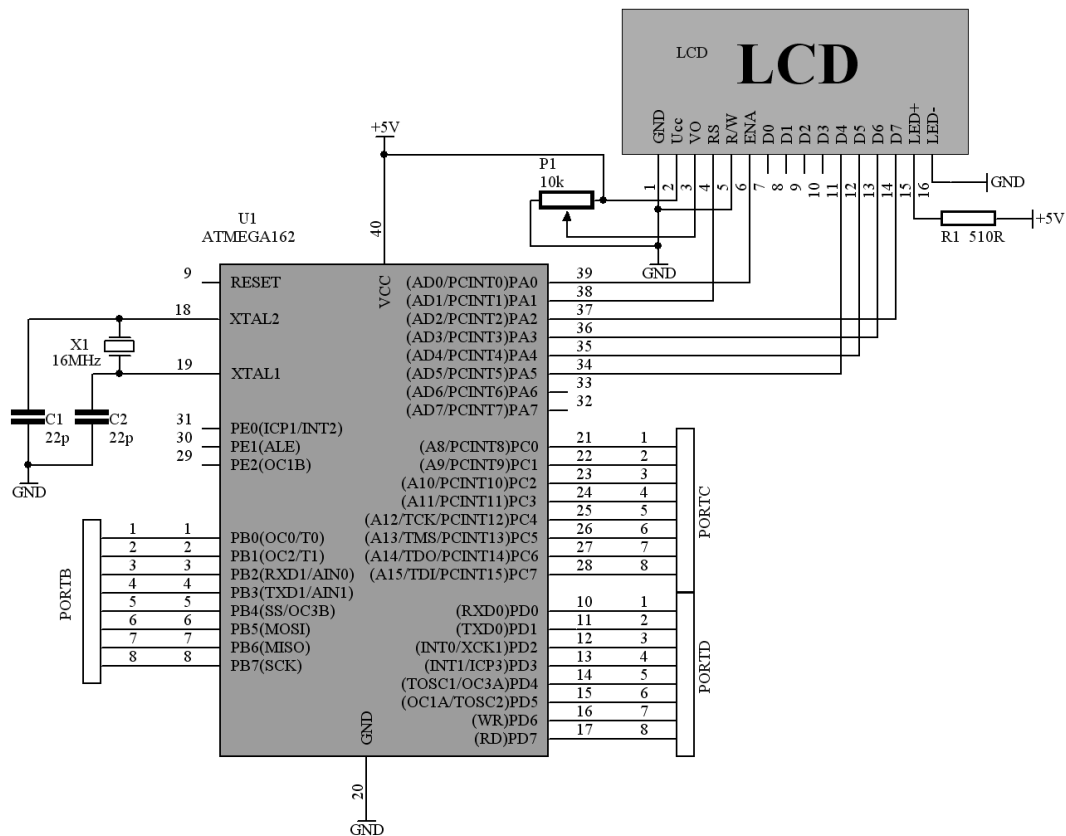 LCD
LCD
GND Ucc VO RS R/W ENA D0 D1 D2 D3 D4 D5 D6 D7 LED+ LED-
1 2 3 4 5 6 7 8 9 10 11 12 13 14 15 16
GND
R1 510R
+5V
+5V
P1
10k
GND
U1
ATMEGA162
40
VCC
9 RESET
18 XTAL2
X1
16MHz
19 XTAL1
C1
22p
C2
22p
GND
31 PE0(ICP1/INT2)
30 PE1(ALE)
29 PE2(OC1B)
PORTB
1 1 PB0(OC0/T0)
2 2 PB1(OC2/T1)
3 3 PB2(RXD1/AIN0)
4 4 PB3(TXD1/AIN1)
5 5 PB4(SS/OC3B)
6 6 PB5(MOSI)
7 7 PB6(MISO)
8 8 PB7(SCK)
(AD0/PCINT0)PA0 39
(AD1/PCINT1)PA1 38
(AD2/PCINT2)PA2 37
(AD3/PCINT3)PA3 36
(AD4/PCINT4)PA4 35
(AD5/PCINT5)PA5 34
(AD6/PCINT6)PA6 33
(AD7/PCINT7)PA7 32
(A8/PCINT8)PC0 21 1
(A9/PCINT9)PC1 22 2
(A10/PCINT10)PC2 23 3
(A11/PCINT11)PC3 24 4
(A12/TCK/PCINT12)PC4 25 5
(A13/TMS/PCINT13)PC5 26 6
(A14/TDO/PCINT14)PC6 27 7
(A15/TDI/PCINT15)PC7 28 8
PORTC
(RXD0)PD0 10 1
(TXD0)PD1 11 2
(INT0/XCK1)PD2 12 3
(INT1/ICP3)PD3 13 4
(TOSC1/OC3A)PD4 14 5
(OC1A/TOSC2)PD5 15 6
(WR)PD6 16 7
(RD)PD7 17 8
PORTD
GND
20
GND